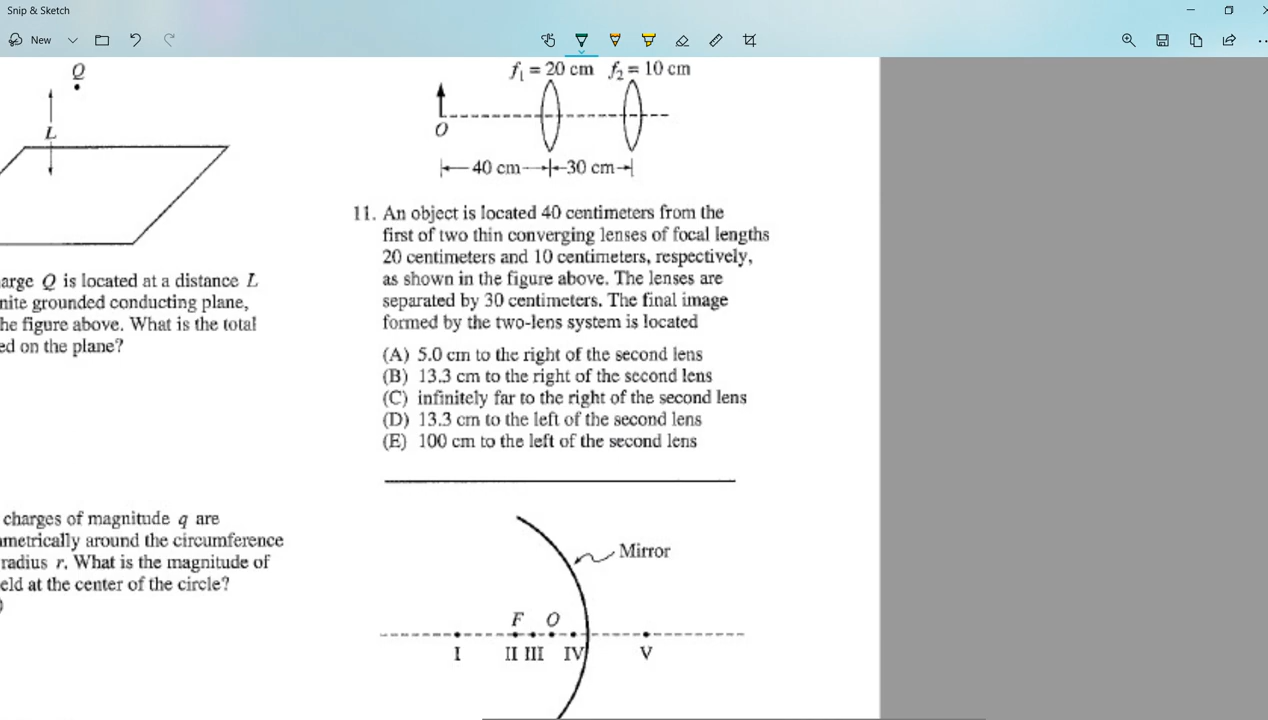 Snip & Sketch
New
Q
L
arge Q is located at a distance L
nite grounded conducting plane,
he figure above. What is the total
ed on the plane?
charges of magnitude q are
metrically around the circumference
radius r. What is the magnitude of
eld at the center of the circle?
)
f₁ = 20 cm f₂ = 10 cm
O
40 cm 30 cm
11. An object is located 40 centimeters from the
first of two thin converging lenses of focal lengths
20 centimeters and 10 centimeters, respectively,
as shown in the figure above. The lenses are
separated by 30 centimeters. The final image
formed by the two-lens system is located
(A) 5.0 cm to the right of the second lens
(B) 13.3 cm to the right of the second lens
(C) infinitely far to the right of the second lens
(D) 13.3 cm to the left of the second lens
(E) 100 cm to the left of the second lens
Mirror
F O
I II III IV V